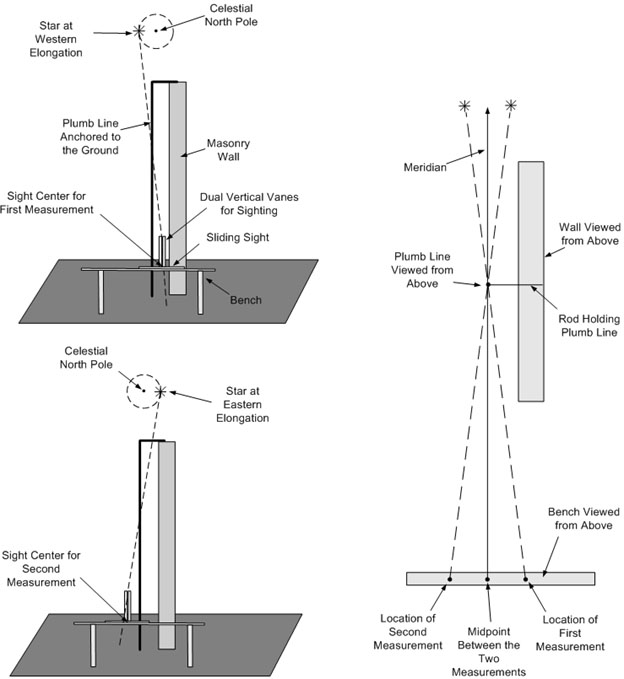 Celestial
North Pole
Star at
Western
Elongation
Plumb Line
Anchored to
the Ground
Masonry
Wall
Sight Center for
First Measurement
Dual Vertical Vanes
for Sighting
Sliding Sight
Bench
Celestial
North Pole
Star at
Eastern
Elongation
Sight Center for
Second
Measurement
Meridian
Wall Viewed
from Above
Plumb Line
Viewed from
Above
Rod Holding
Plumb Line
Bench Viewed
from Above
Location of
Second
Measurement
Midpoint
Between the
Two
Measurements
Location of
First
Measurement